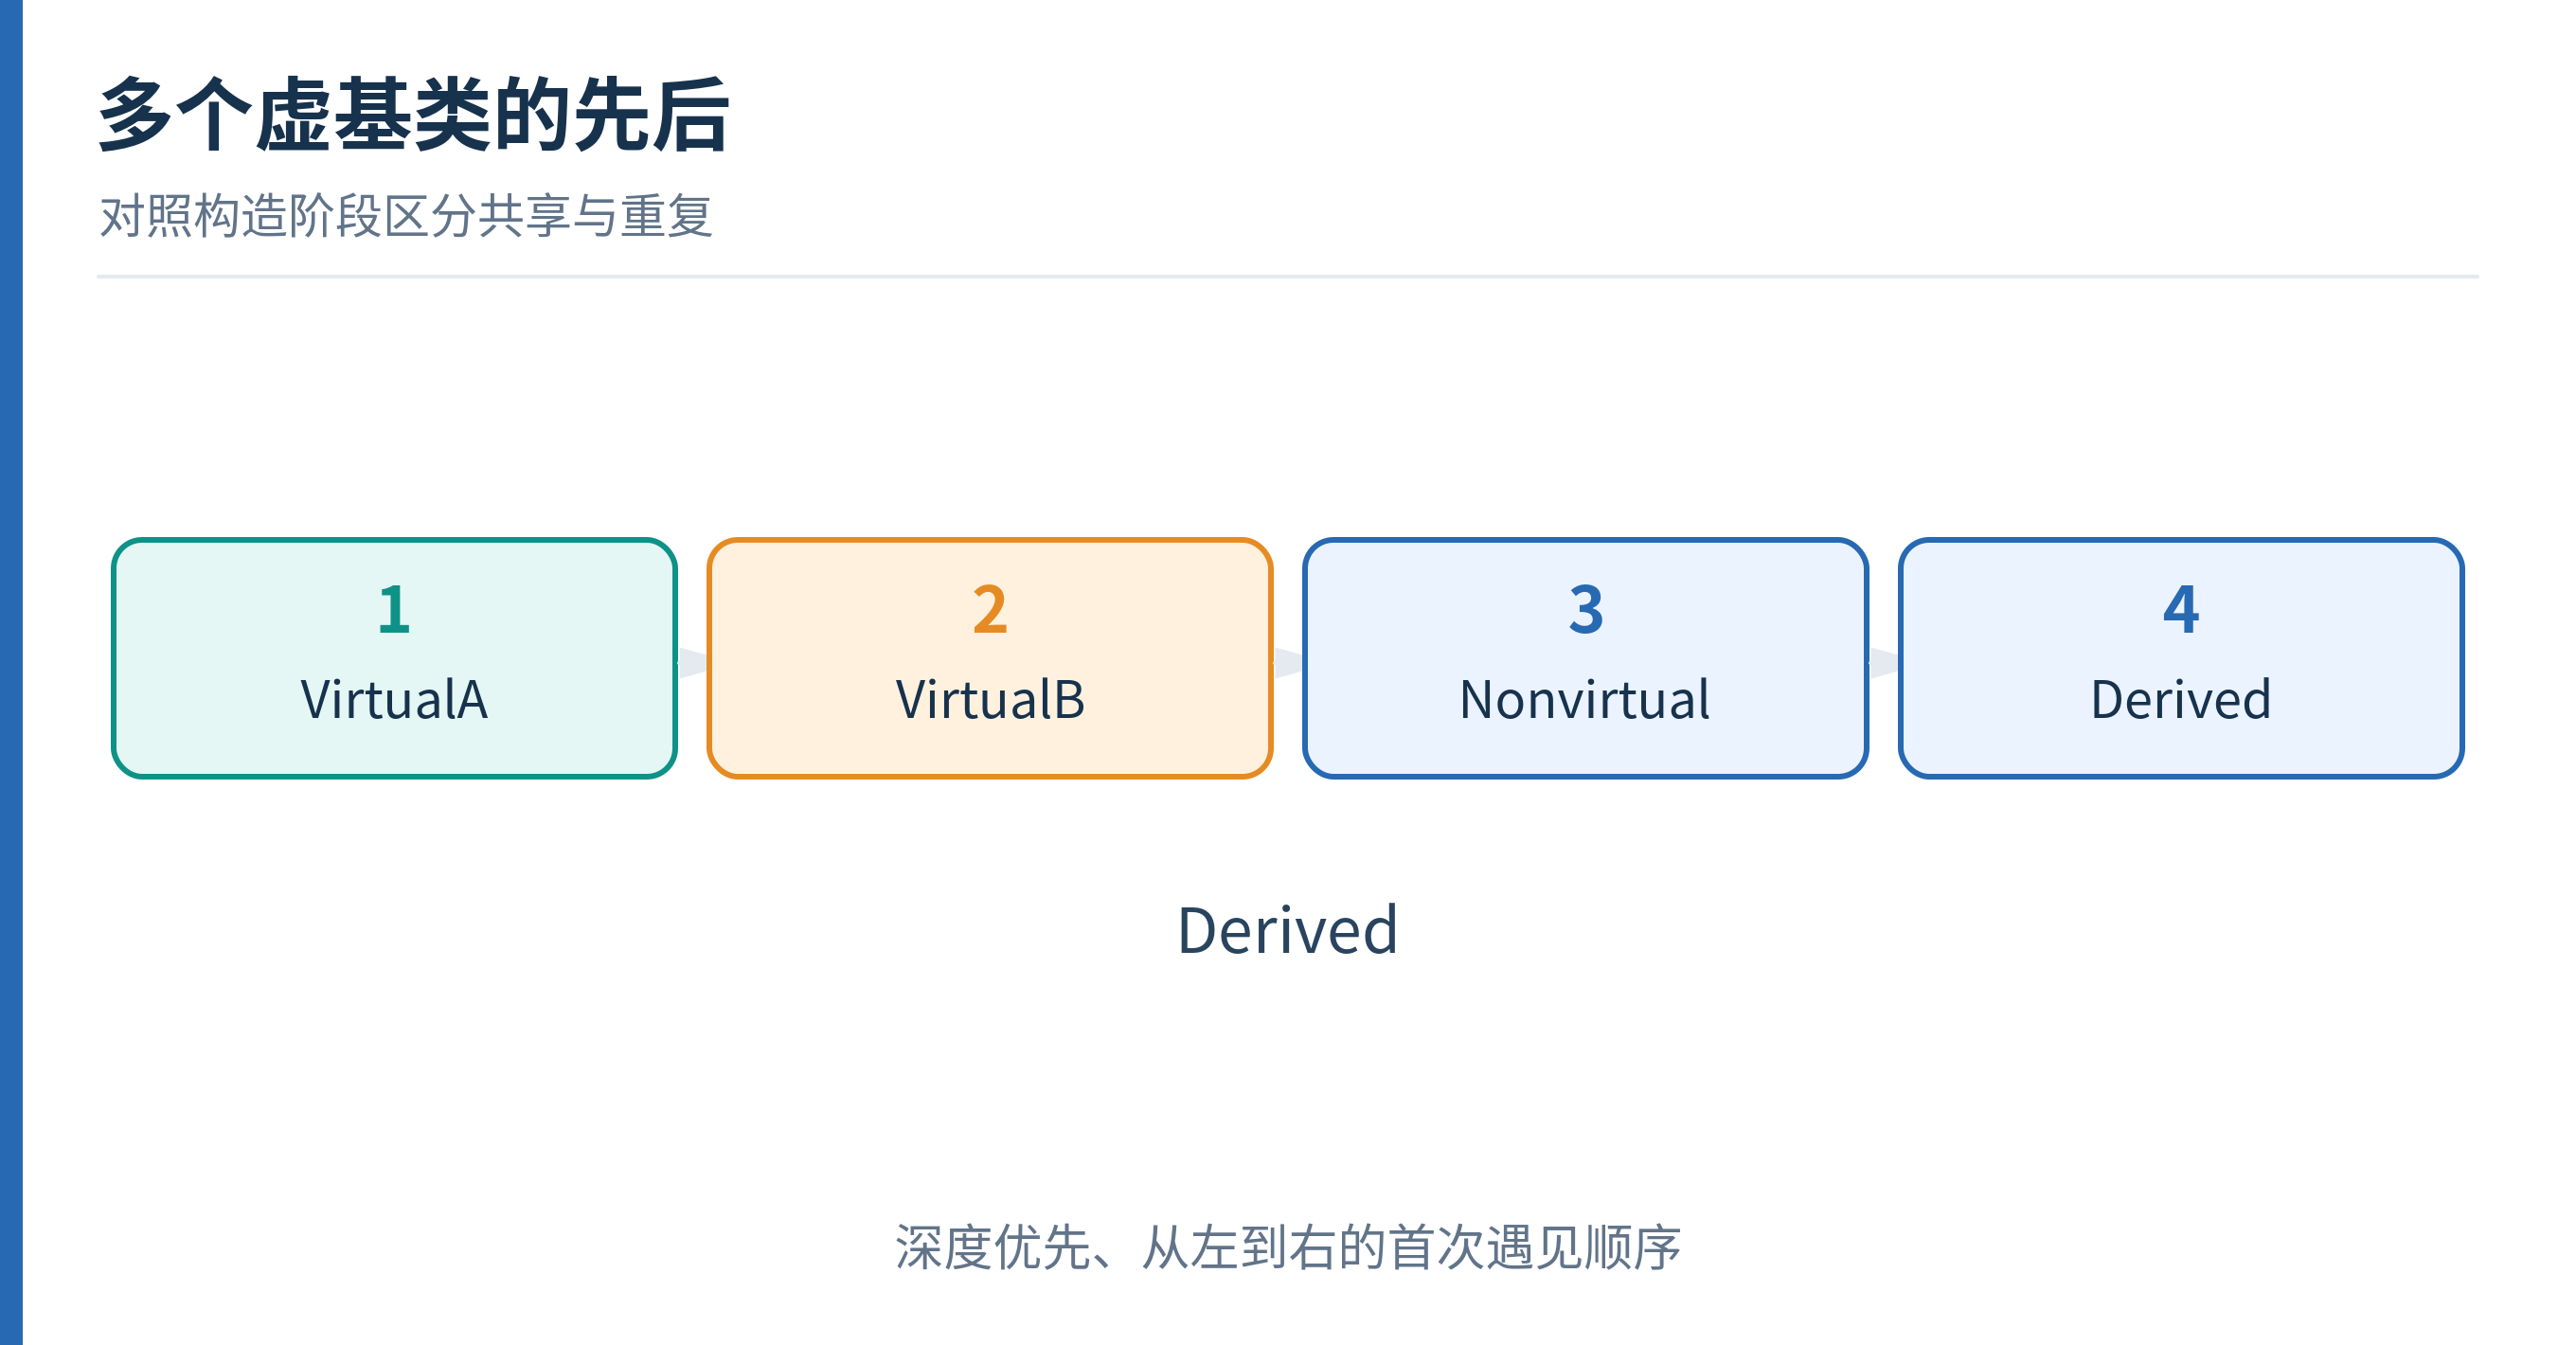 多个虚基类的先后
对照构造阶段区分共享与重复
1
VirtualA
2
VirtualB
3
Nonvirtual
4
Derived
Derived
深度优先、从左到右的首次遇见顺序